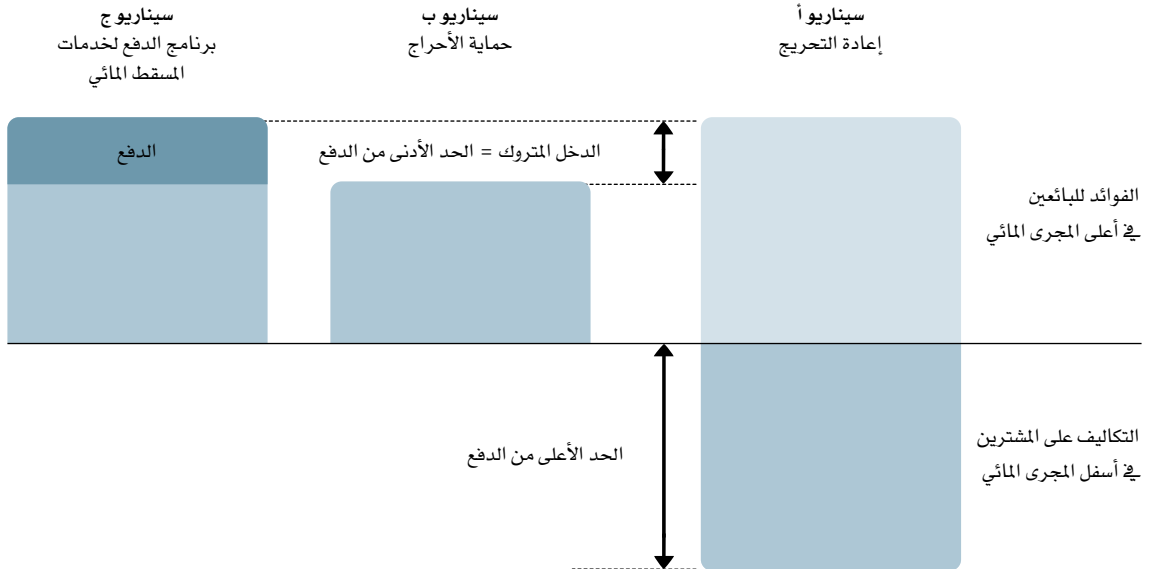 سيناريو أ
إعادة التحريج
سيناريو ب
حماية الأحراج
سيناريو ج
برنامج الدفع لخدمات
المسقط المائي
الدخل المتروك = الحد الأدنى من الدفع
الدفع
الفوائد للبائعين
في أعلى المجرى المائي
الحد الأعلى من الدفع
التكاليف على المشترين
في أسفل المجرى المائي